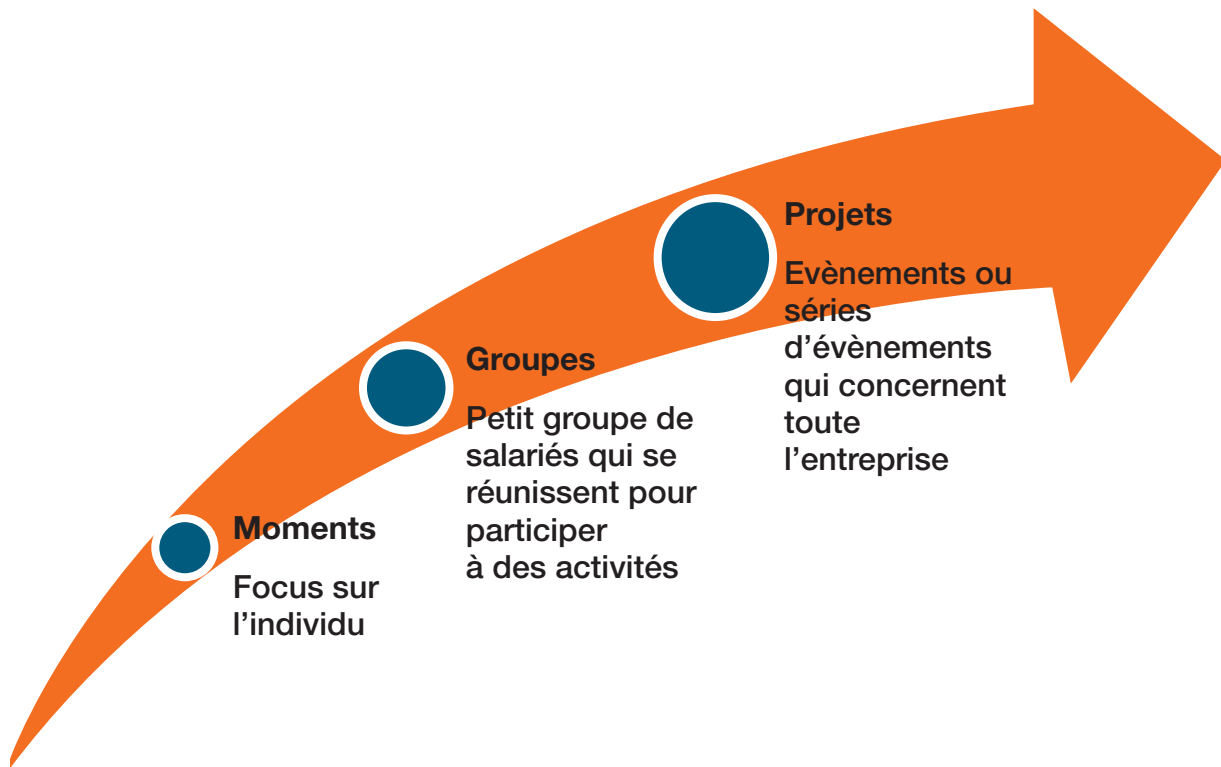 Moments
Focus sur
l’individu
Groupes
Petit groupe de
salariés qui se
réunissent pour
participer
à des activités
Projets
Evènements ou
séries
d’évènements
qui concernent
toute
l’entreprise